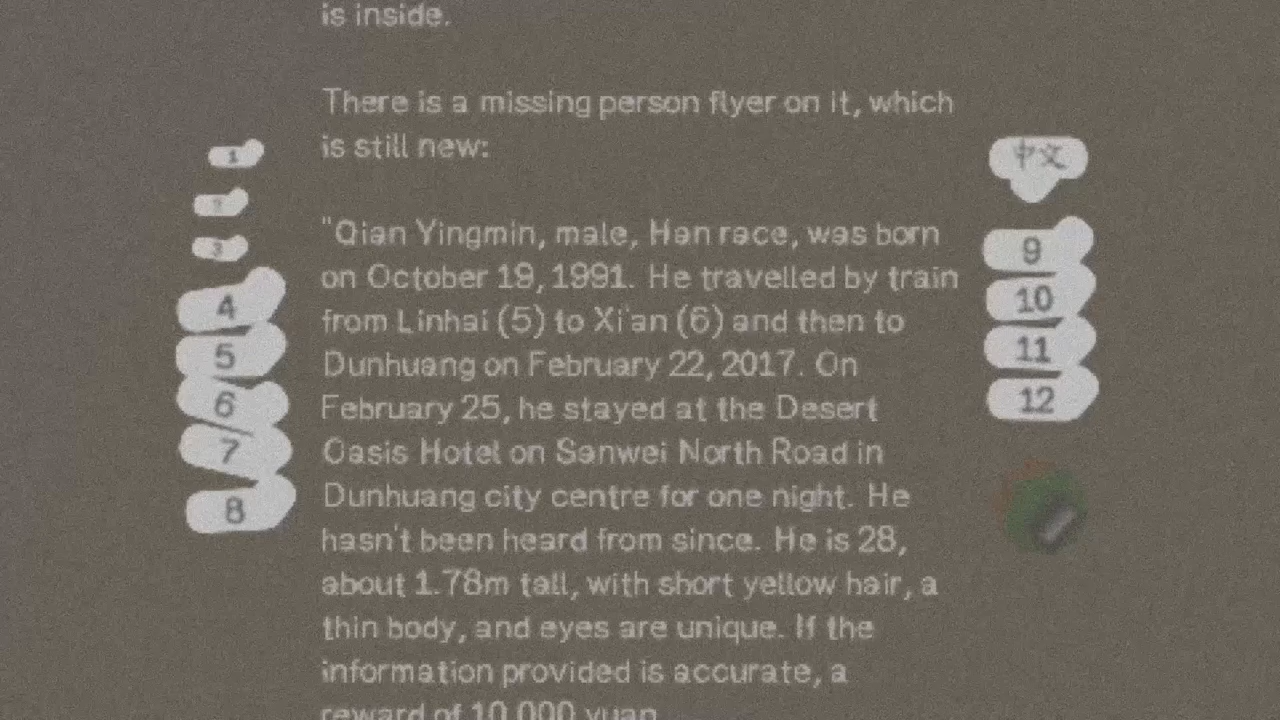 is inside.
There is a missing person flyer on it, which
is still new:
"Qian Yingmin, male, Han race, was born
on October 19, 1991. He travelled by train
from Linhai (5) to Xi'an (6) and then to
Dunhuang on February 22, 2017. On
February 25, he stayed at the Desert
Oasis Hotel on Sanwei North Road in
Dunhuang city centre for one night. He
hasn't been heard from since. He is 28,
about 1.78m tall, with short yellow hair, a
thin body, and eyes are unique. If the
information provided is accurate, a
reward of 10,000 yuan
1
2
3
4
5
6
7
8
中文
9
10
11
12